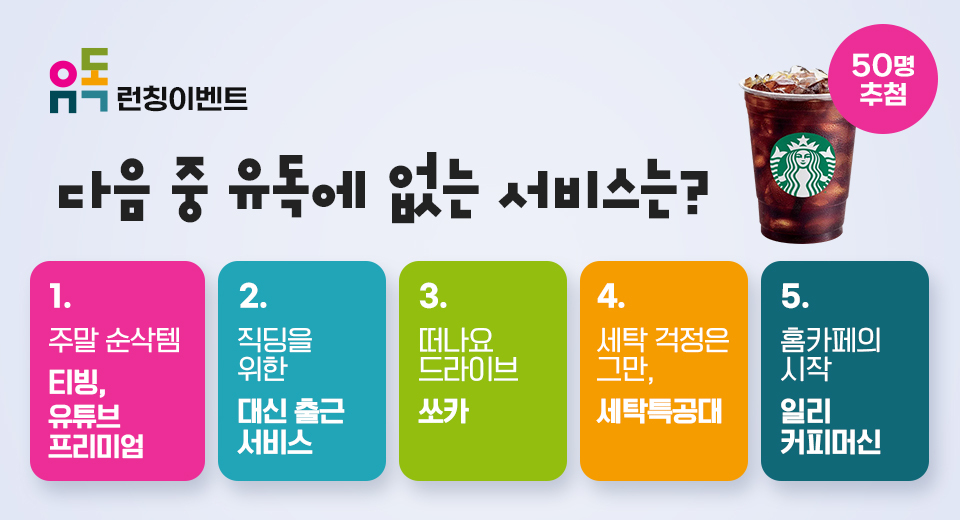 유독 런칭이벤트
50명
추첨
다음 중 유독에 없는 서비스는?
1.
주말 순삭템
티빙,
유튜브
프리미엄
2.
직딩을
위한
대신 출근
서비스
3.
떠나요
드라이브
쏘카
4.
세탁 걱정은
그만,
세탁특공대
5.
홈카페의
시작
일리
커피머신